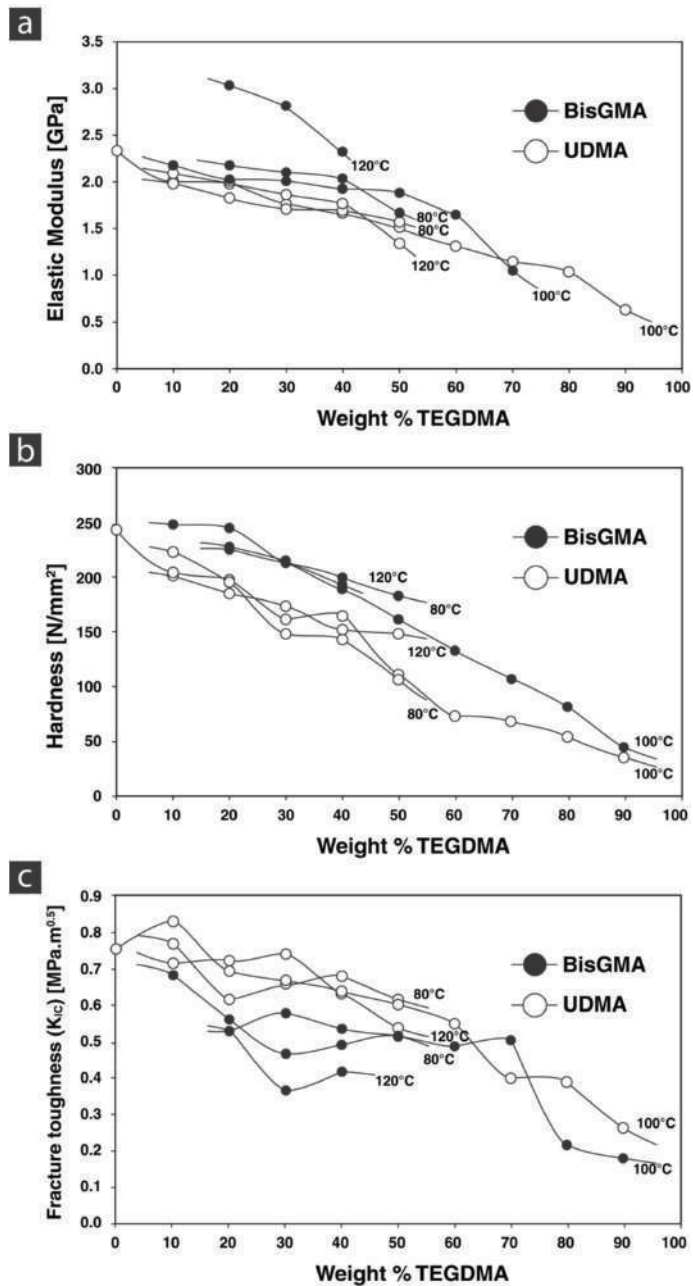 a
Elastic Modulus [GPa]
3.5
3.0
2.5
2.0
1.5
1.0
0.5
0.0
BisGMA
UDMA
120°C
80°C
80°C
120°C
100°C
100°C
0 10 20 30 40 50 60 70 80 90 100
Weight % TEGDMA
b
Hardness [N/mm²]
300
250
200
150
100
50
0
BisGMA
UDMA
120°C
80°C
120°C
80°C
100°C
100°C
0 10 20 30 40 50 60 70 80 90 100
Weight % TEGDMA
c
Fracture toughness (KIC) [MPa.m0.5]
0.9
0.8
0.7
0.6
0.5
0.4
0.3
0.2
0.1
0.0
BisGMA
UDMA
80°C
120°C
80°C
120°C
100°C
100°C
0 10 20 30 40 50 60 70 80 90 100
Weight % TEGDMA